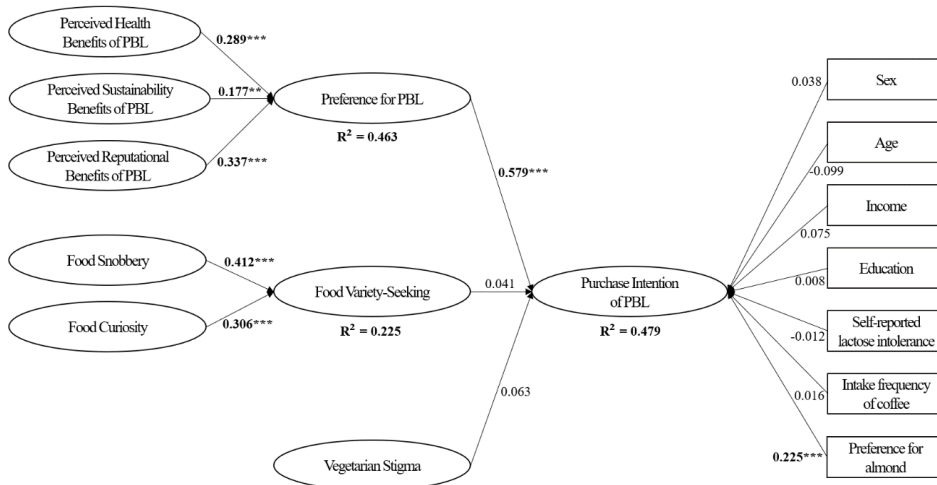 Perceived Health
Benefits of PBL
0.289***
Perceived Sustainability
Benefits of PBL
0.177**
Perceived Reputational
Benefits of PBL
0.337***
Preference for PBL
R² = 0.463
0.579***
Food Snobbery
0.412***
Food Curiosity
0.306***
Food Variety-Seeking
R² = 0.225
0.041
Vegetarian Stigma
0.063
Purchase Intention
of PBL
R² = 0.479
0.038
Sex
-0.099
Age
0.075
Income
0.008
Education
-0.012
Self-reported
lactose intolerance
0.016
Intake frequency
of coffee
0.225***
Preference for
almond